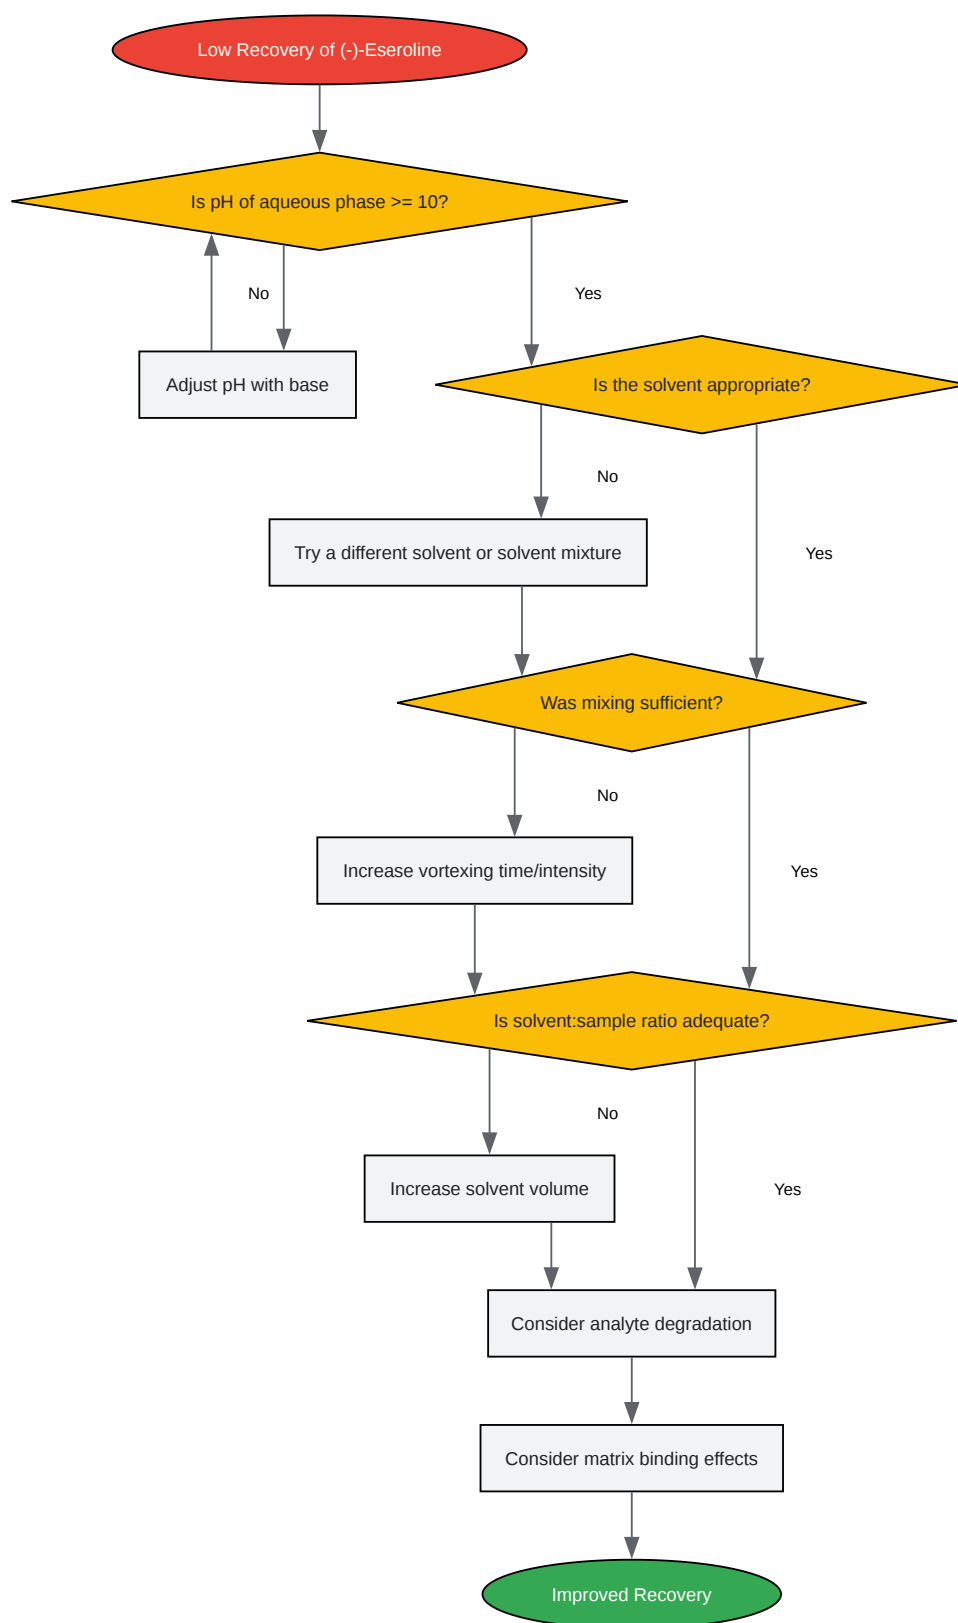 Low Recovery of (-)-Eseroline
Is pH of aqueous phase >= 10?
No
Yes
Adjust pH with base
Is the solvent appropriate?
No
Try a different solvent or solvent mixture
Yes
Was mixing sufficient?
No
Increase vortexing time/intensity
Yes
Is solvent:sample ratio adequate?
No
Increase solvent volume
Yes
Consider analyte degradation
Consider matrix binding effects
Improved Recovery